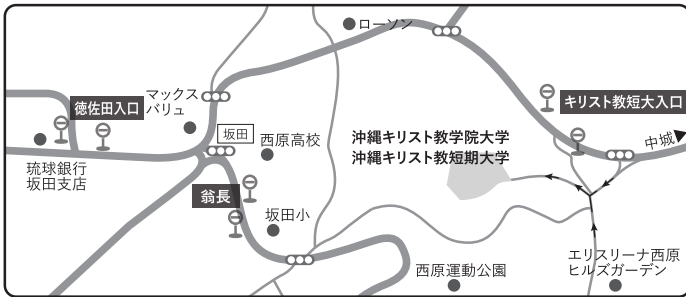 ローソン
徳佐田入口
マックス
バリュ
坂田
西原高校
琉球銀行
坂田支店
翁長
坂田小
沖縄キリスト教学院大学
沖縄キリスト教短期大学
キリスト教短大入口
中城
西原運動公園
エリスリーナ西原
ヒルズガーデン